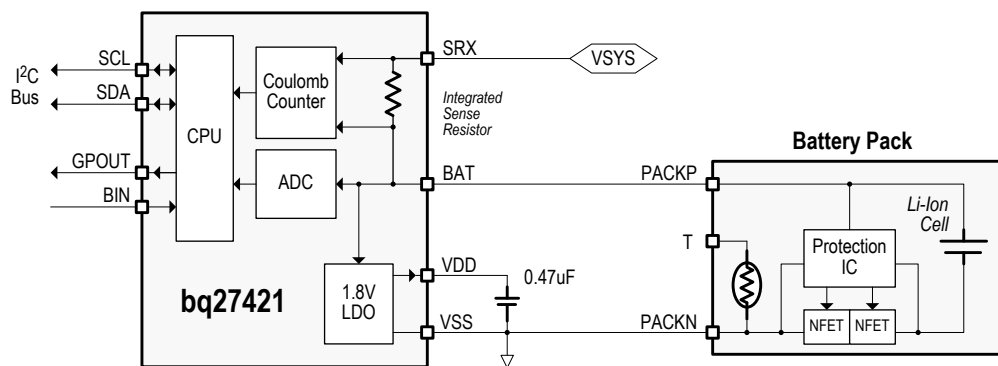 SCL
I²C
Bus
SDA
GPOUT
BIN
CPU
Coulomb
Counter
ADC
bq27421
1.8V
LDO
SRX
VSYS
Integrated
Sense
Resistor
BAT
VDD
0.47uF
VSS
Battery Pack
PACKP
T
PACKN
Li-Ion
Cell
Protection
IC
NFET
NFET